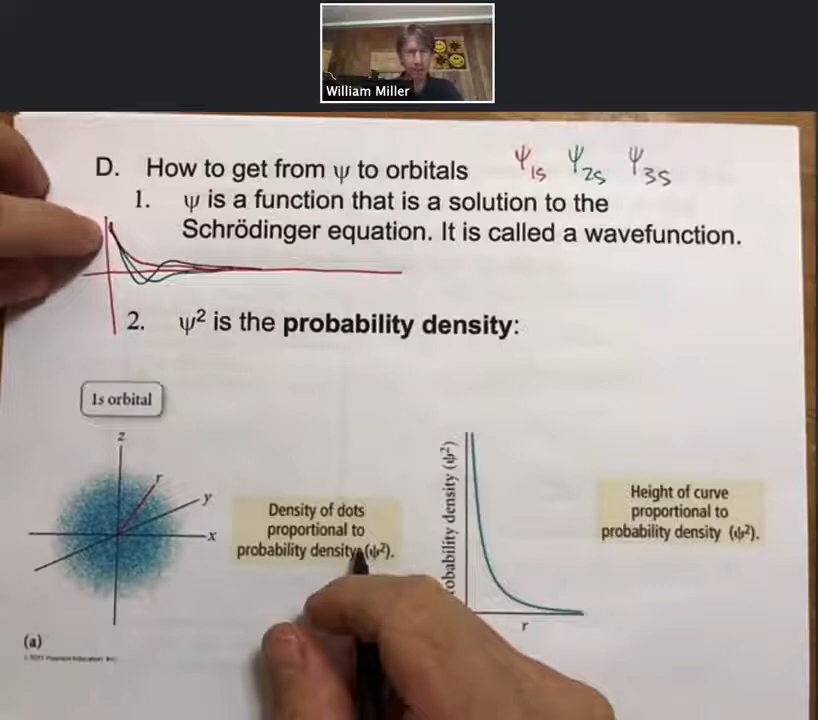 William Miller
D. How to get from ψ to orbitals ψ1s ψ2s ψ3s
1. ψ is a function that is a solution to the
Schrödinger equation. It is called a wavefunction.
2. ψ² is the probability density:
1s orbital
z
r
y
x
Density of dots
proportional to
probability density (ψ²).
(a)
obability density (ψ²)
r
Height of curve
proportional to
probability density (ψ²).